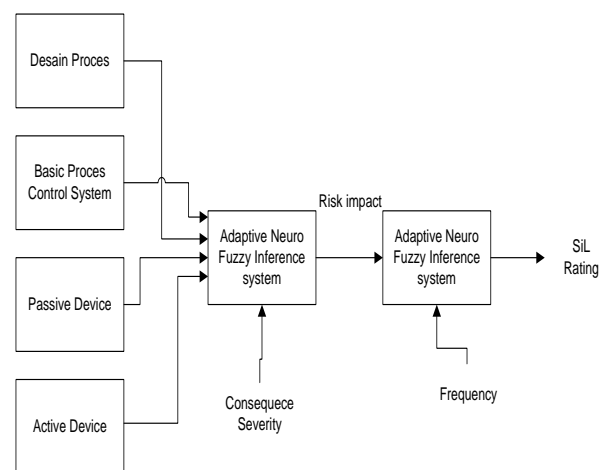 Desain Proces
Basic Proces
Control System
Passive Device
Active Device
Adaptive Neuro
Fuzzy Inference
system
Consequece
Severity
Risk impact
Adaptive Neuro
Fuzzy Inference
system
Frequency
SiL
Rating